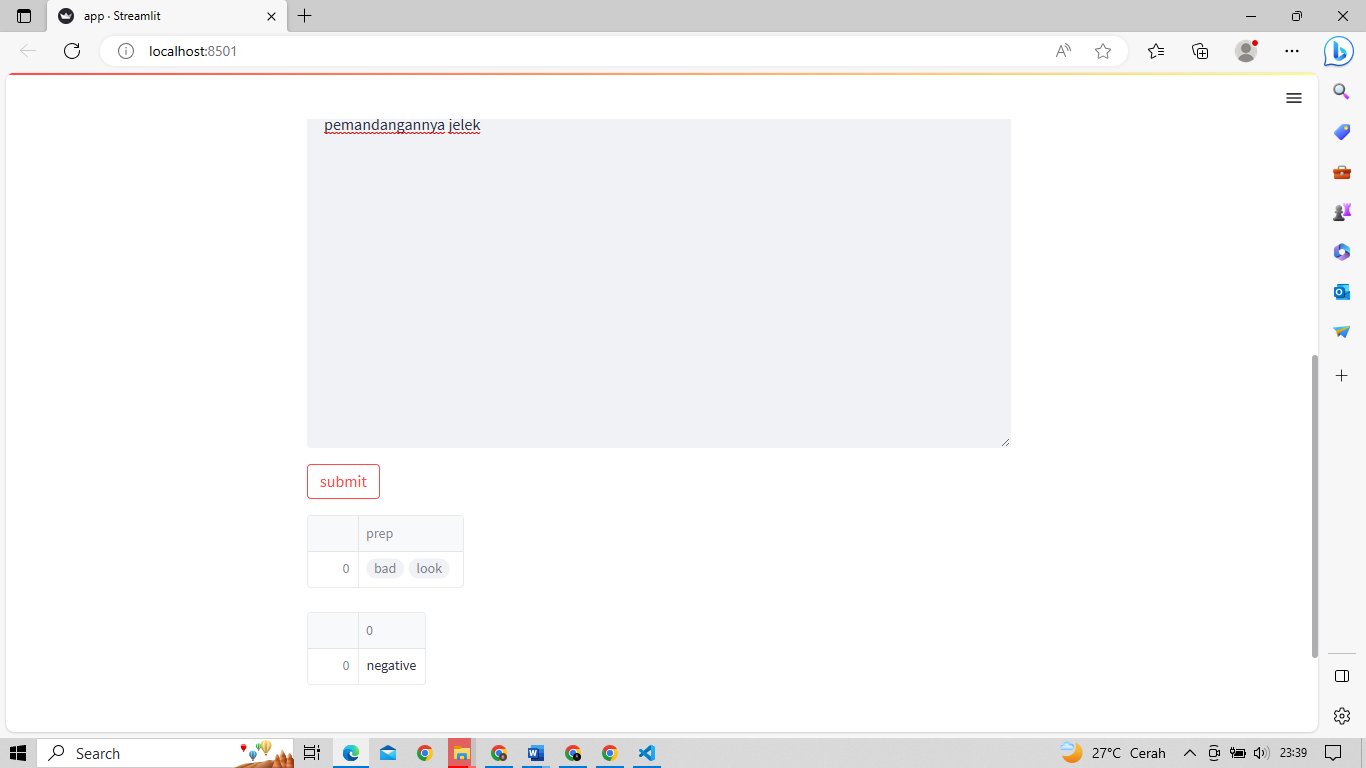 app · Streamlit
localhost:8501
pemandangannya jelek
submit
prep
0 bad look
0
0 negative
Search
27°C Cerah
23:39